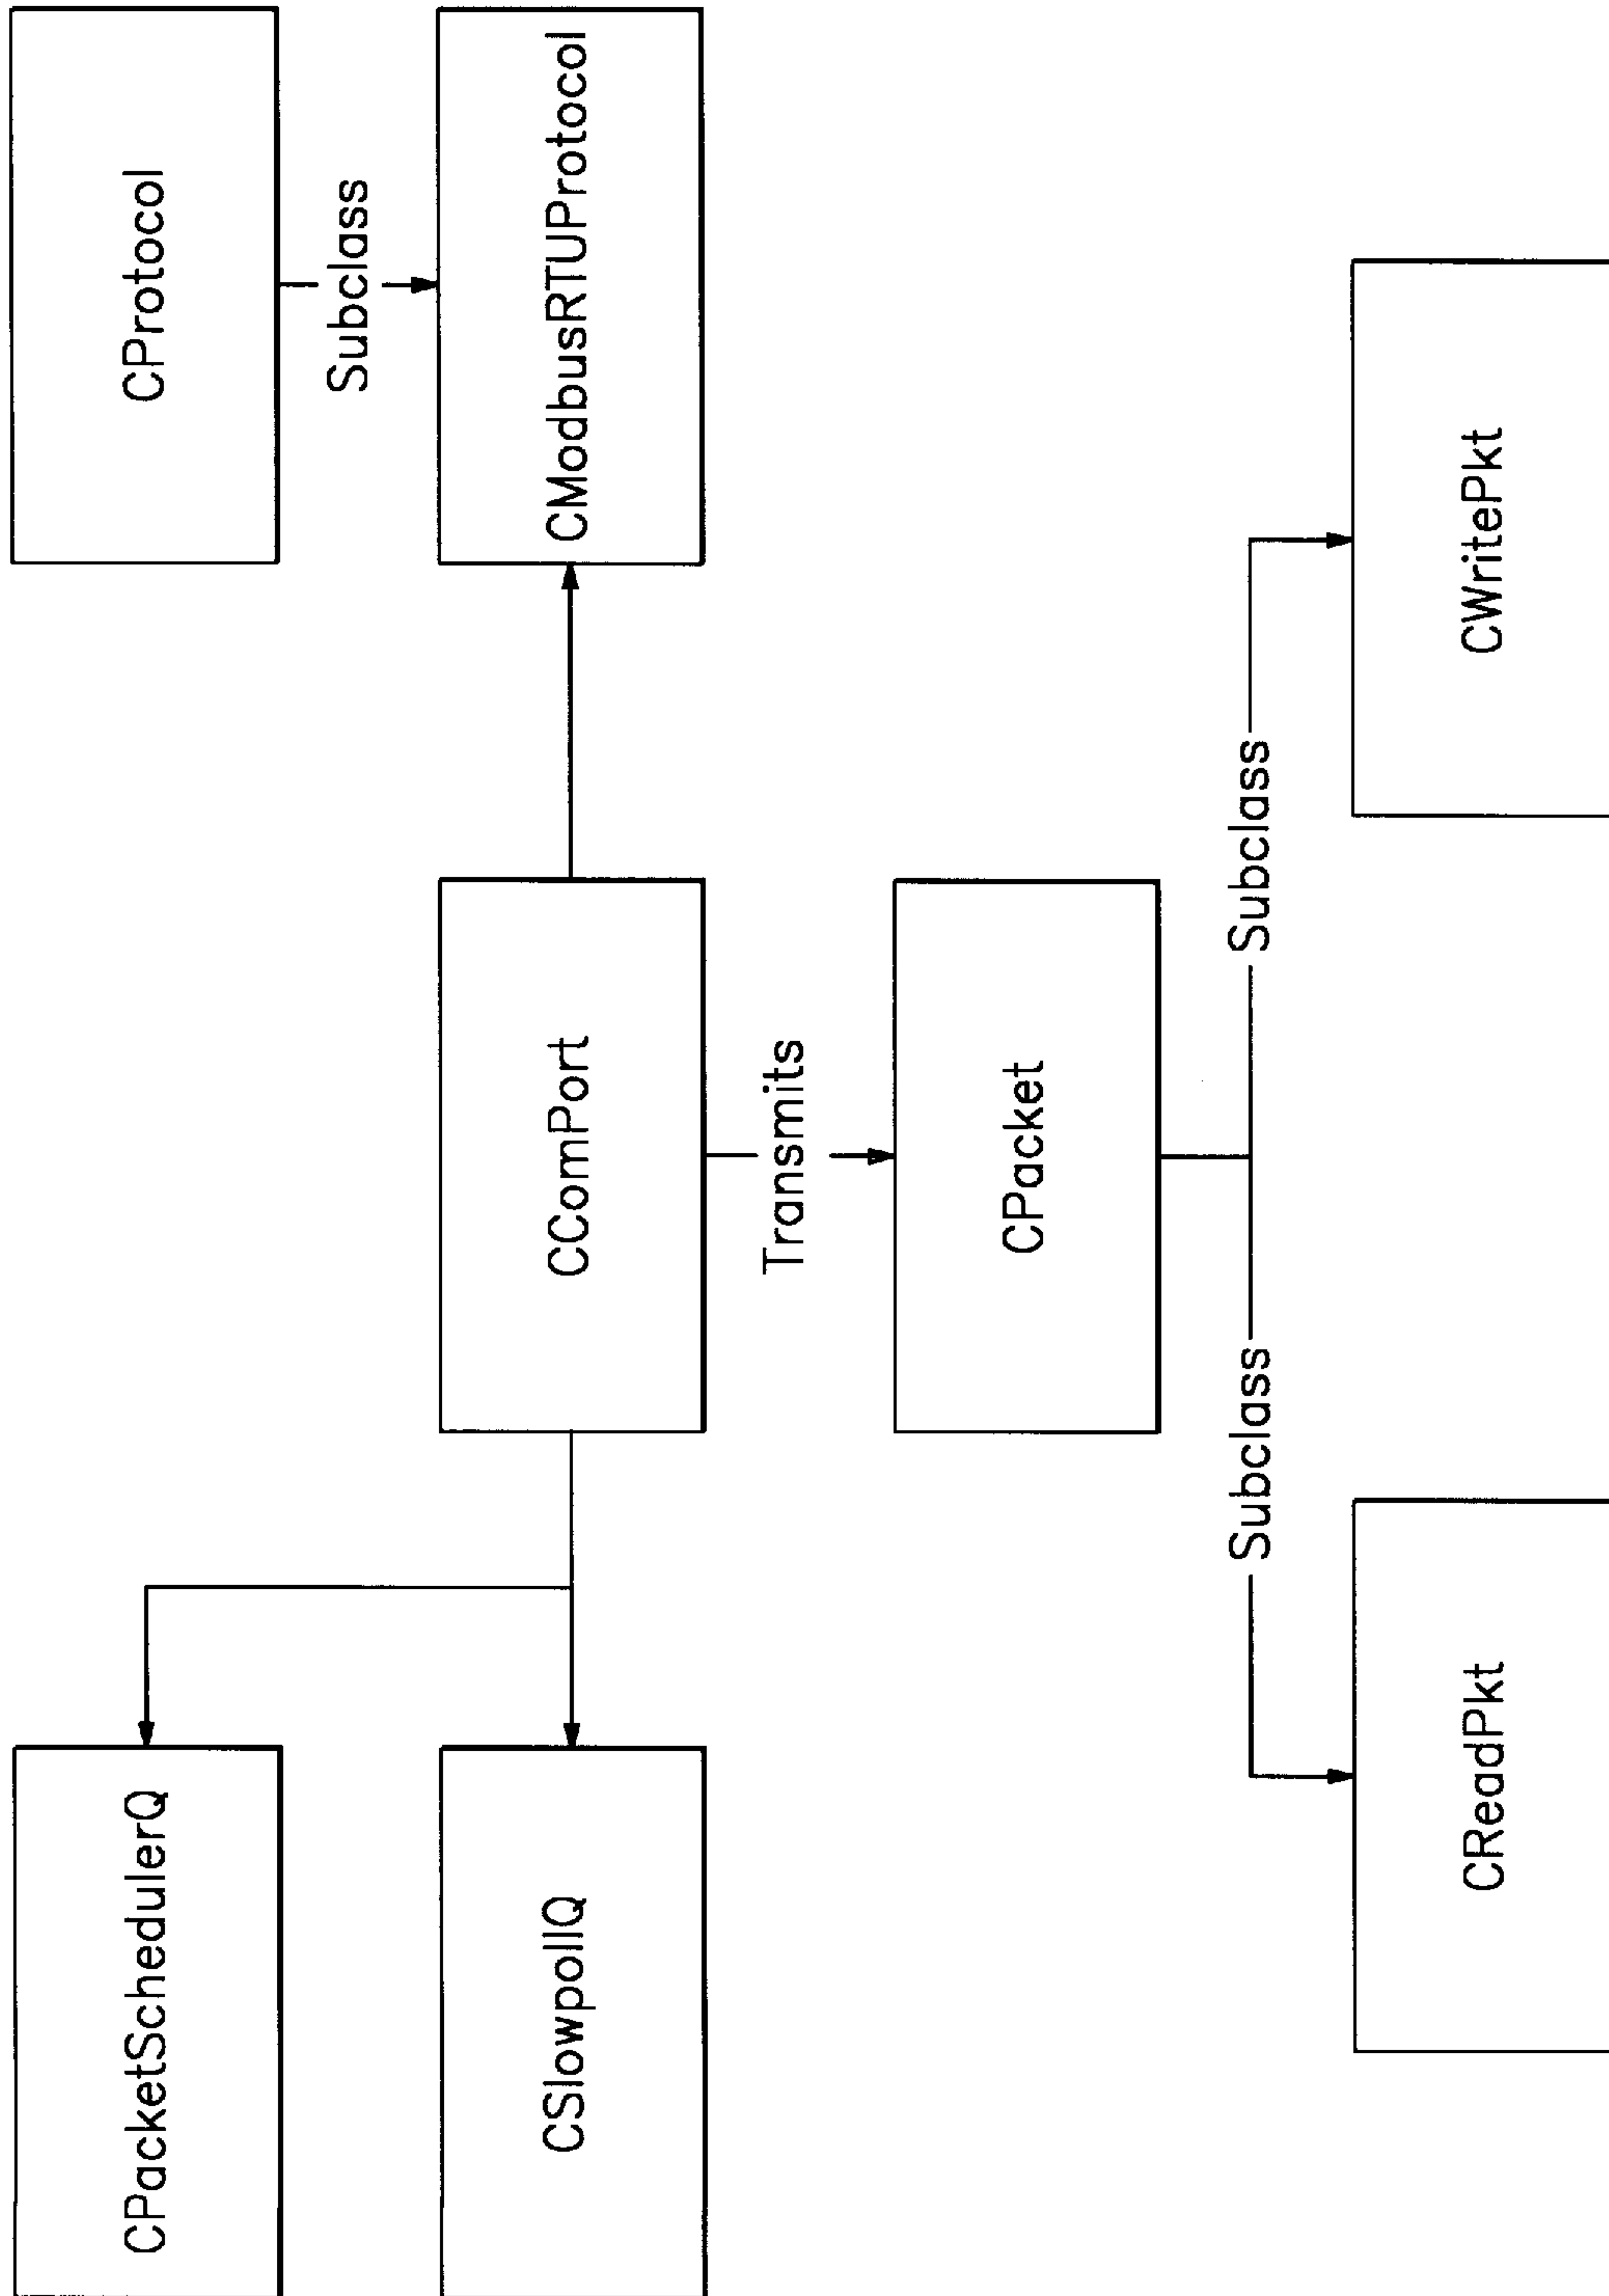 CPacketSchedulerQ
CProtocol
Subclass
CSlowpollQ
CComPort
CModbusRTUProtocol
Transmits
CPacket
Subclass
Subclass
CReadPkt
CWritePkt